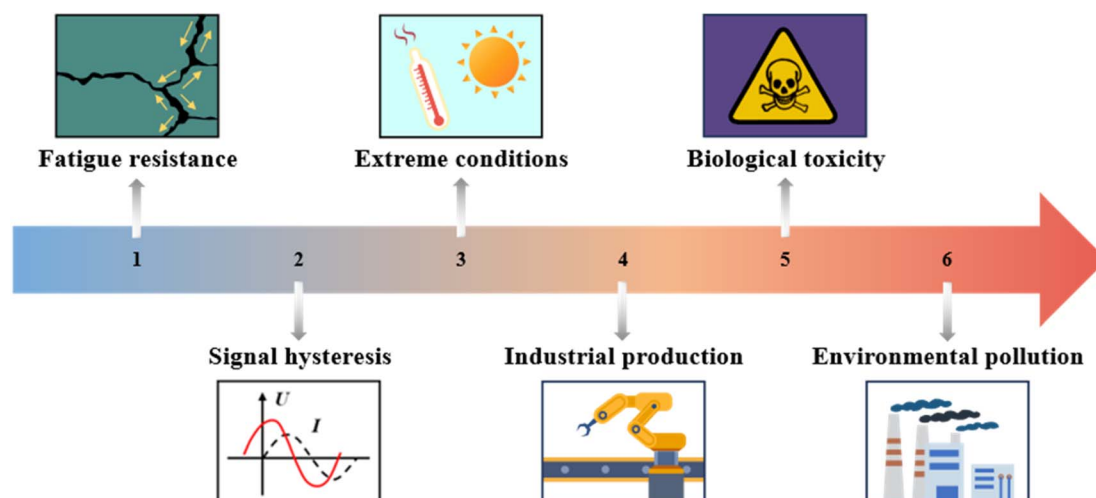 Fatigue resistance
Extreme conditions
Biological toxicity
1
2
3
4
5
6
Signal hysteresis
Industrial production
Environmental pollution
U
I